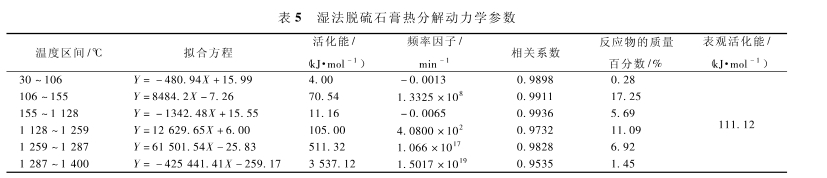 表 5 湿法脱硫石膏热分解动力学参数
温度区间/℃ 拟合方程 活化能/(kJ•mol⁻¹) 频率因子/min⁻¹ 相关系数 反应物的质量百分数/% 表观活化能/(kJ•mol⁻¹)
30~106 Y= -480.94X+15.99 4.00 -0.0013 0.9898 0.28
106~155 Y=8484.2X-7.26 70.54 1.3325×10⁸ 0.9911 17.25
155~1 128 Y= -1342.48X+15.55 11.16 -0.0065 0.9936 5.69
111.12
1 128~1 259 Y=12 629.65X+6.00 105.00 4.0800×10² 0.9732 11.09
1 259~1 287 Y=61 501.54X-25.83 511.32 1.066×10¹⁷ 0.9828 6.92
1 287~1 400 Y= -425 441.41X-259.17 3 537.12 1.5017×10¹⁹ 0.9535 1.45